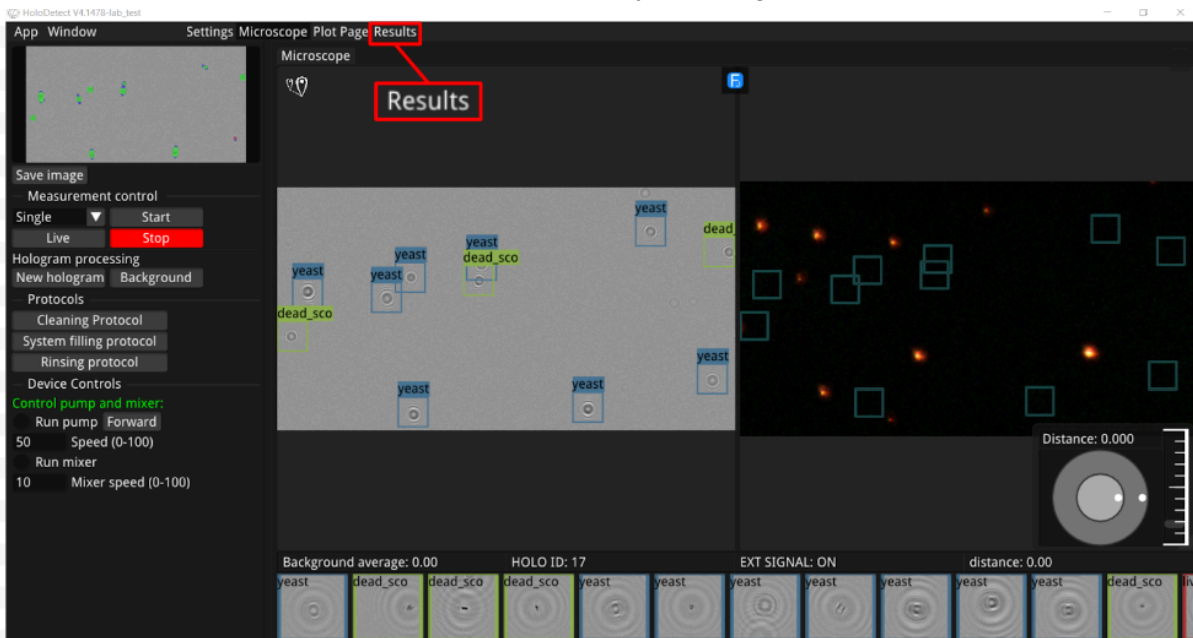 HoloDetect V4.1478-lab_test
App Window Settings Microscope Plot Page Results
Microscope
Results
Save image
Measurement control
Single Start
Live Stop
Hologram processing
New hologram Background
Protocols
Cleaning Protocol
System filling protocol
Rinsing protocol
Device Controls
Control pump and mixer:
Run pump Forward
50 Speed (0-100)
Run mixer
10 Mixer speed (0-100)
yeast
dead_
yeast
yeast
dead_sco
yeast
yeast
dead_sco
yeast
yeast
yeast
Distance: 0.000
Background average: 0.00 HOLO ID: 17 EXT SIGNAL: ON distance: 0.00
yeast dead_sco dead_sco dead_sco yeast yeast yeast yeast yeast yeast yeast dead_sco liv